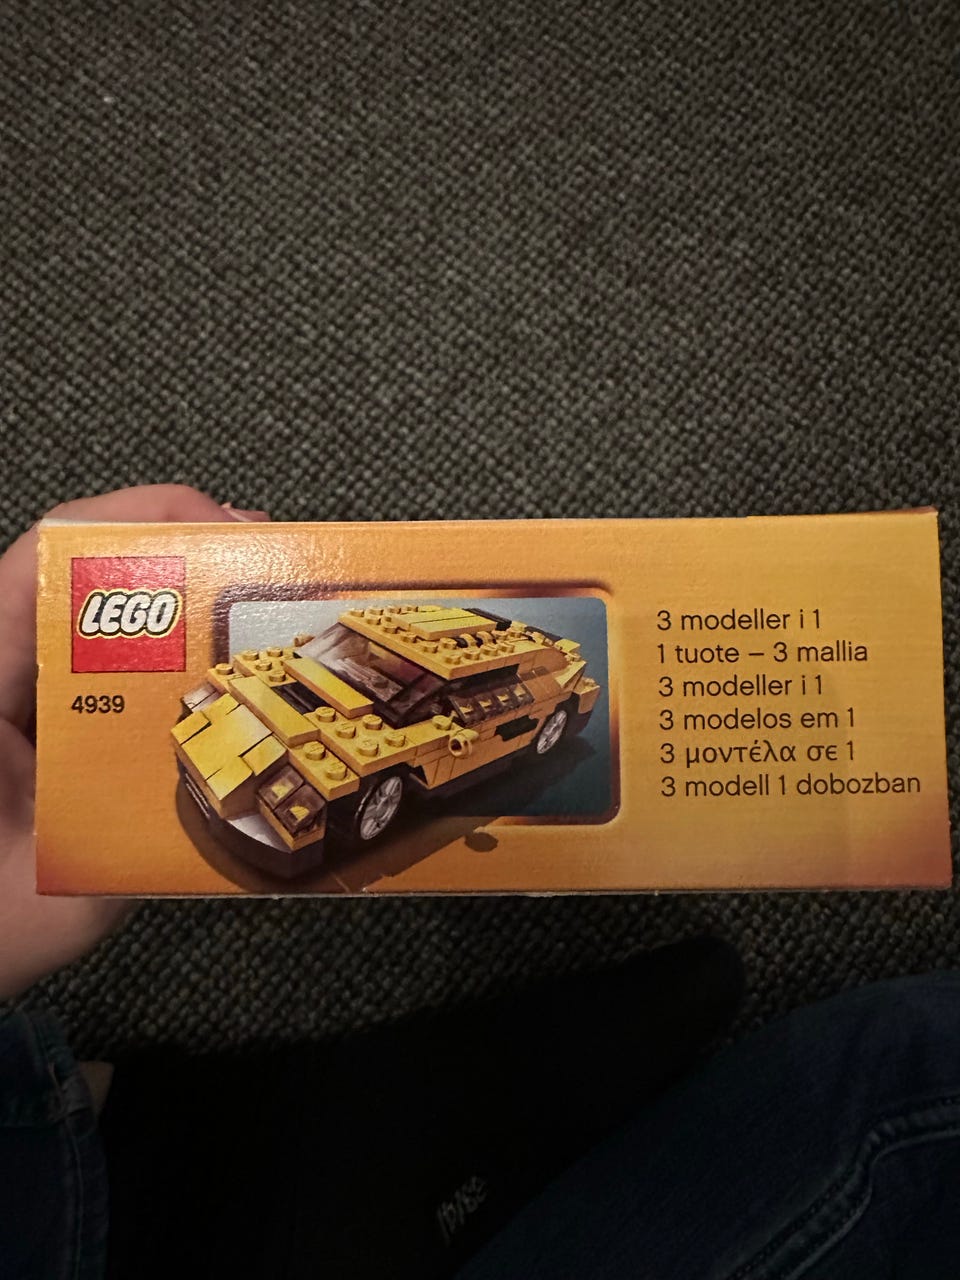 LEGO
4939
3 modeller i 1
1 tuote – 3 mallia
3 modeller i 1
3 modelos em 1
3 μοντέλα σε 1
3 modell 1 dobozban